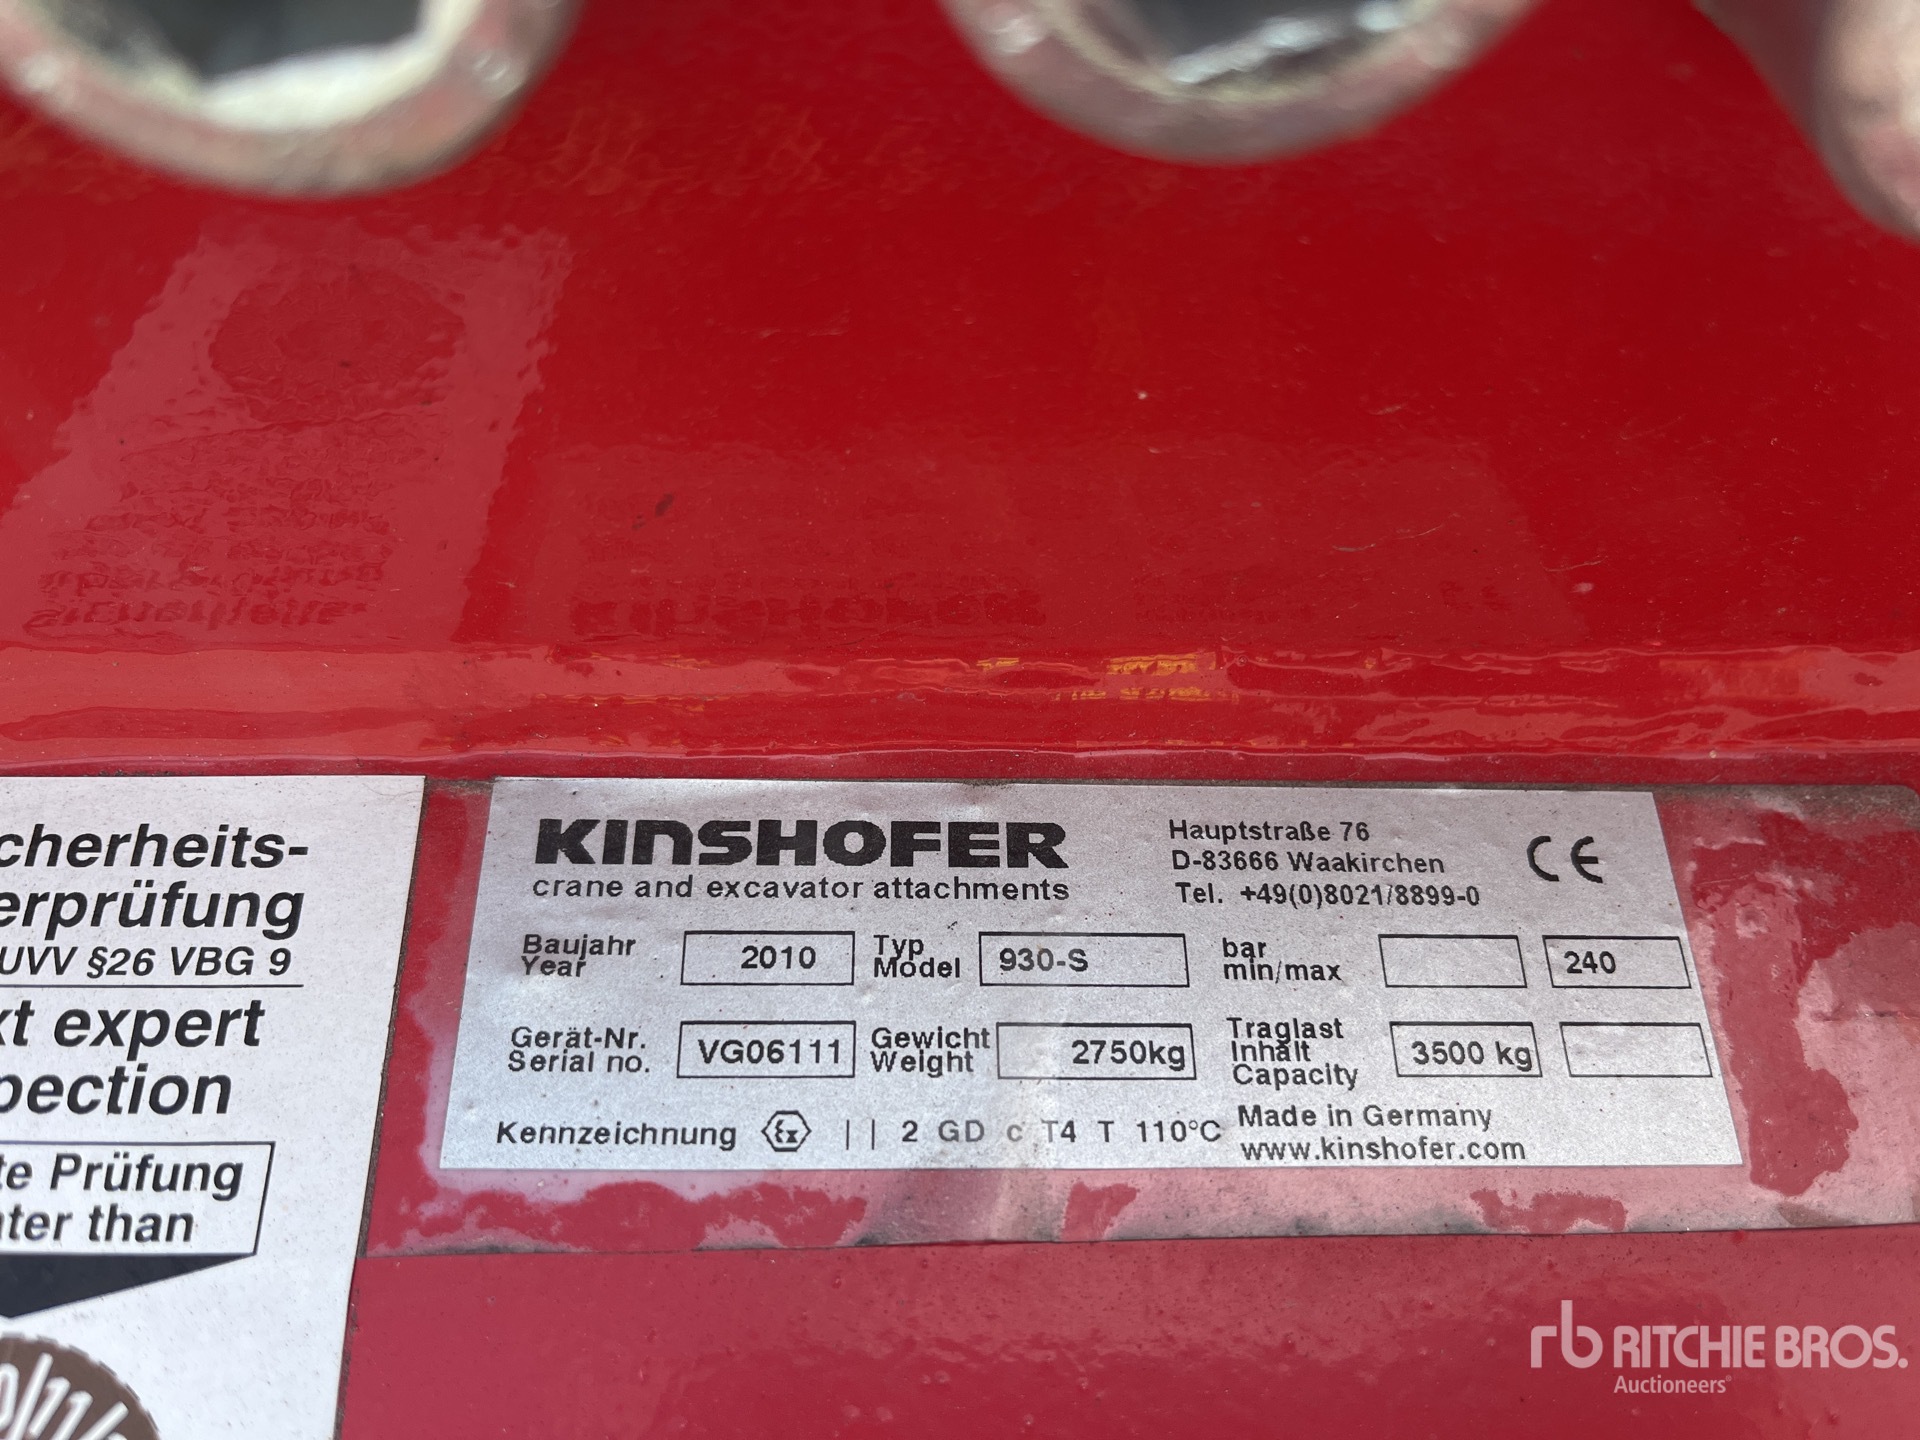 cherheits-
erprüfung
UVV §26 VBG 9
xt expert
pection
te Prüfung
ater than
KINSHOFER
crane and excavator attachments
Hauptstraße 76
D-83666 Waakirchen
Tel. +49(0)8021/8899-0
CE
Baujahr
Year
2010
Typ
Model
930-S
bar
min/max
240
Gerät-Nr.
Serial no.
VG06111
Gewicht
Weight
2750kg
Traglast
Inhalt
Capacity
3500 kg
Kennzeichnung Ex || 2 GD c T4 T 110°C
Made in Germany
www.kinshofer.com
rb RITCHIE BROS.
Auctioneers